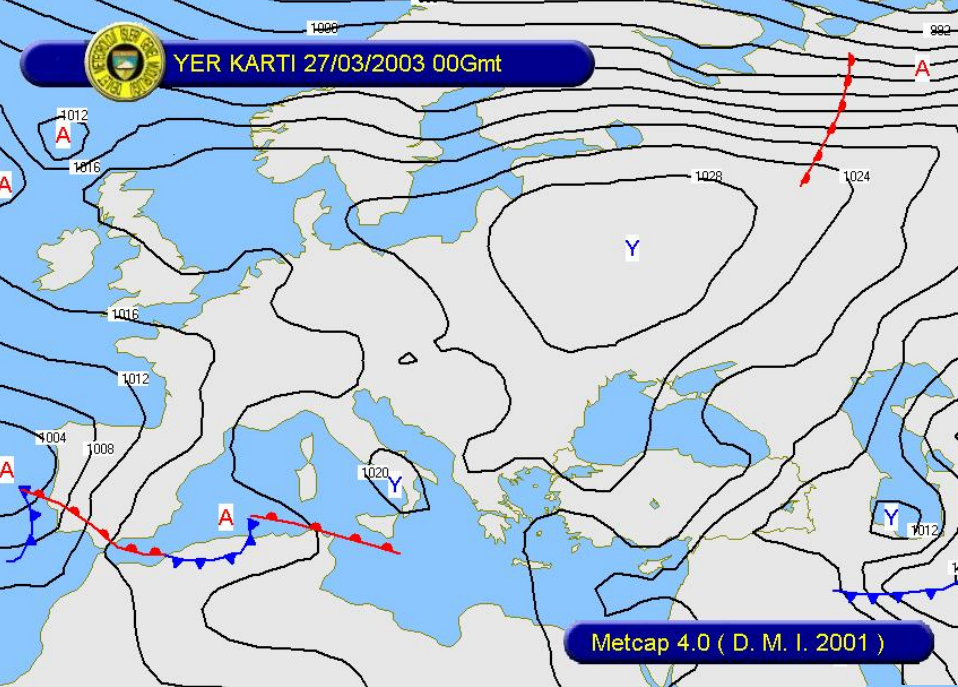 1008
992
YER KARTI 27/03/2003 00Gmt
A
1012
A
1016
A
1028
1024
Y
1016
1012
1004
1008
A
1020
Y
A
Y
1012
Metcap 4.0 ( D. M. I. 2001 )